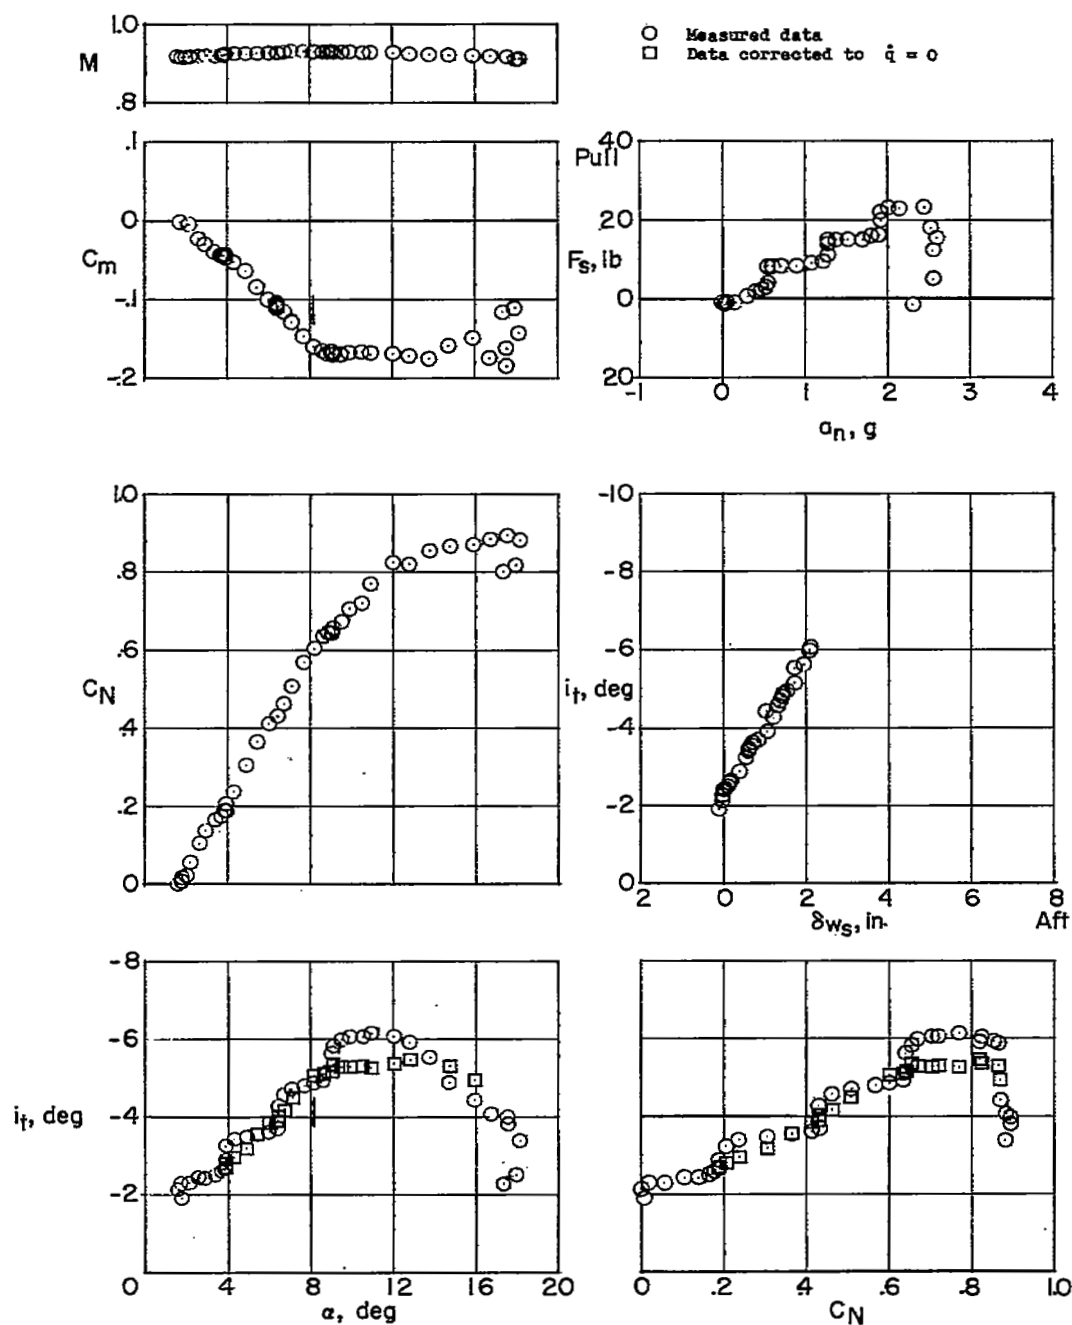 1.0
M
.8
Measured data
Data corrected to q̇ = 0
.1
0
Cm
-.1
-.2
40
Pull
20
Fs, lb
0
20
-1 0 1 2 3 4
an, g
1.0
.8
.6
CN
.4
.2
0
-10
-8
-6
it, deg
-4
-2
0
2 0 2 4 6 8
δws, in.
Aft
-8
-6
it, deg
-4
-2
0 4 8 12 16 20
α, deg
0 .2 .4 .6 .8 1.0
CN